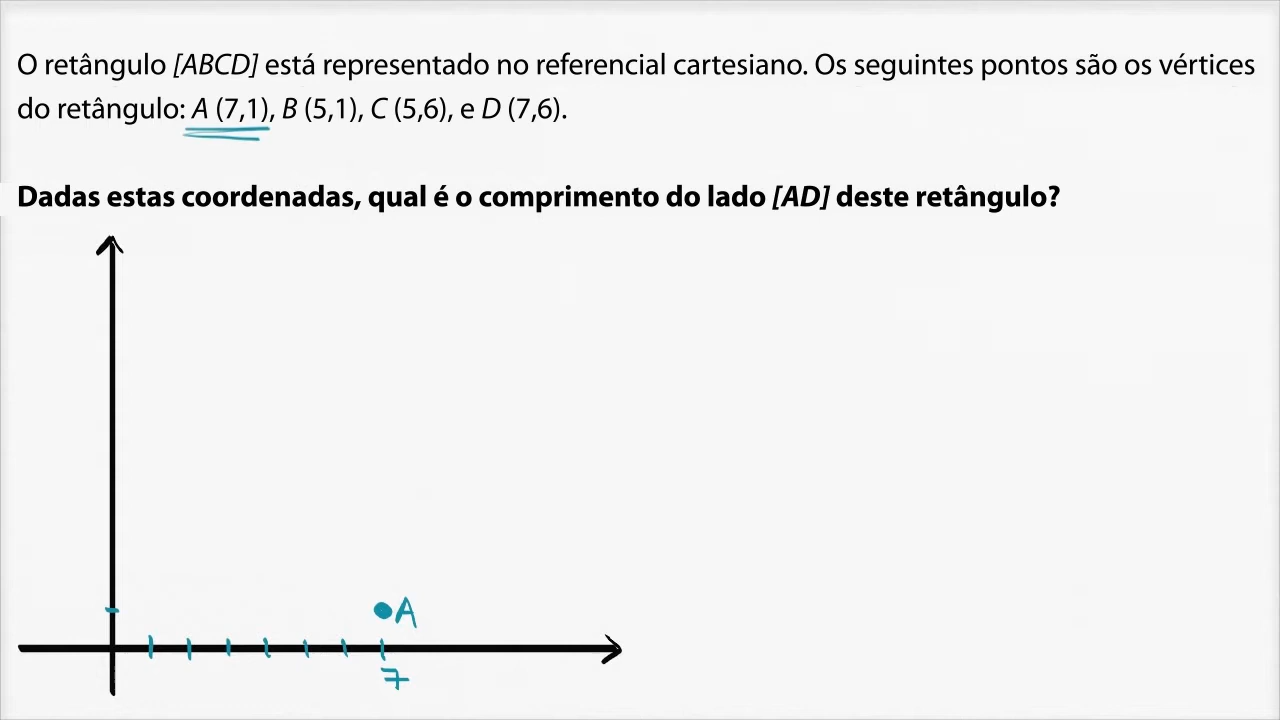 O retângulo [ABCD] está representado no referencial cartesiano. Os seguintes pontos são os vértices
do retângulo: A (7,1), B (5,1), C (5,6), e D (7,6).
Dadas estas coordenadas, qual é o comprimento do lado [AD] deste retângulo?
A
7